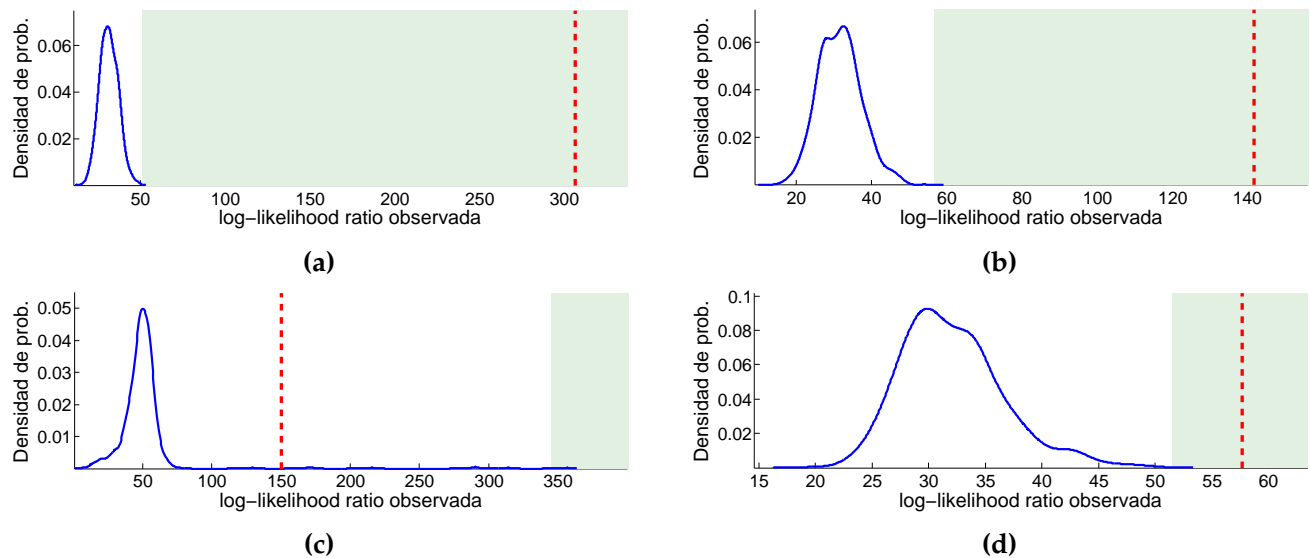 Densidad de prob.
0.06
0.04
0.02
50 100 150 200 250 300
log−likelihood ratio observada
(a)
Densidad de prob.
0.06
0.04
0.02
20 40 60 80 100 120 140
log−likelihood ratio observada
(b)
Densidad de prob.
0.05
0.04
0.03
0.02
0.01
50 100 150 200 250 300 350
log−likelihood ratio observada
(c)
Densidad de prob.
0.1
0.08
0.06
0.04
0.02
15 20 25 30 35 40 45 50 55 60
log−likelihood ratio observada
(d)